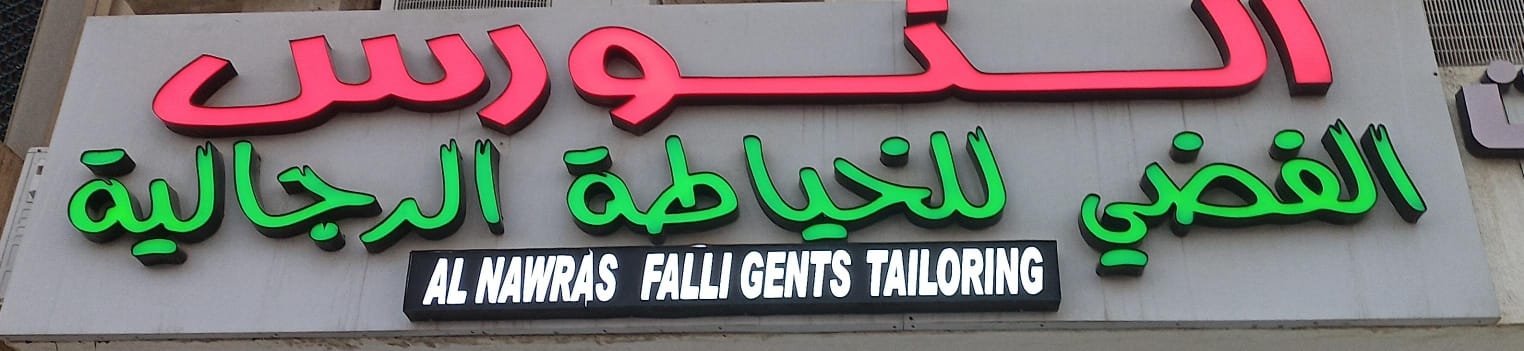 النورس
الفضي للخياطة الرجالية
AL NAWRAS FALLI GENTS TAILORING